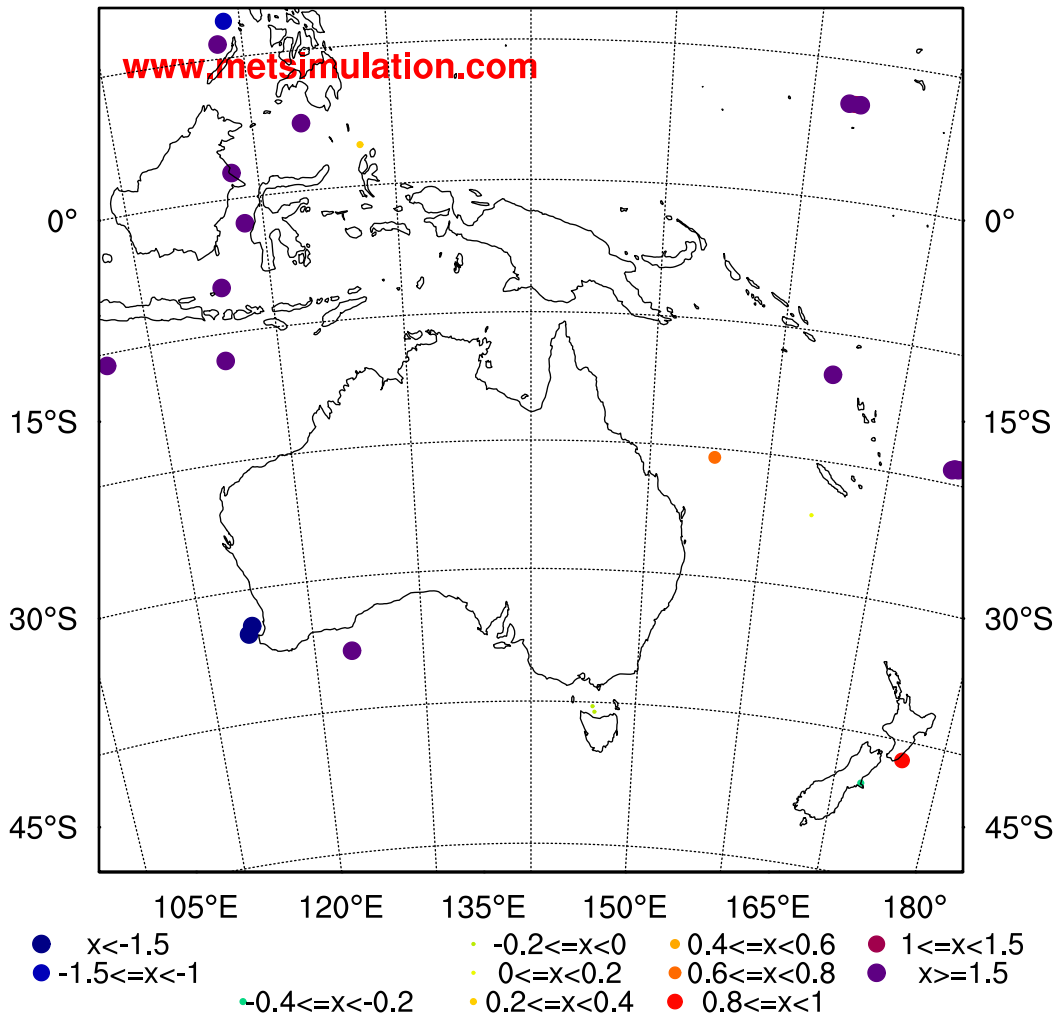 www.metsimulation.com
0° 0°
15°S 15°S
30°S 30°S
45°S 45°S
105°E 120°E 135°E 150°E 165°E 180°
x<-1.5 -0.2<=x<0 0.4<=x<0.6 1<=x<1.5
-1.5<=x<-1 0<=x<0.2 0.6<=x<0.8 x>=1.5
-0.4<=x<-0.2 0.2<=x<0.4 0.8<=x<1